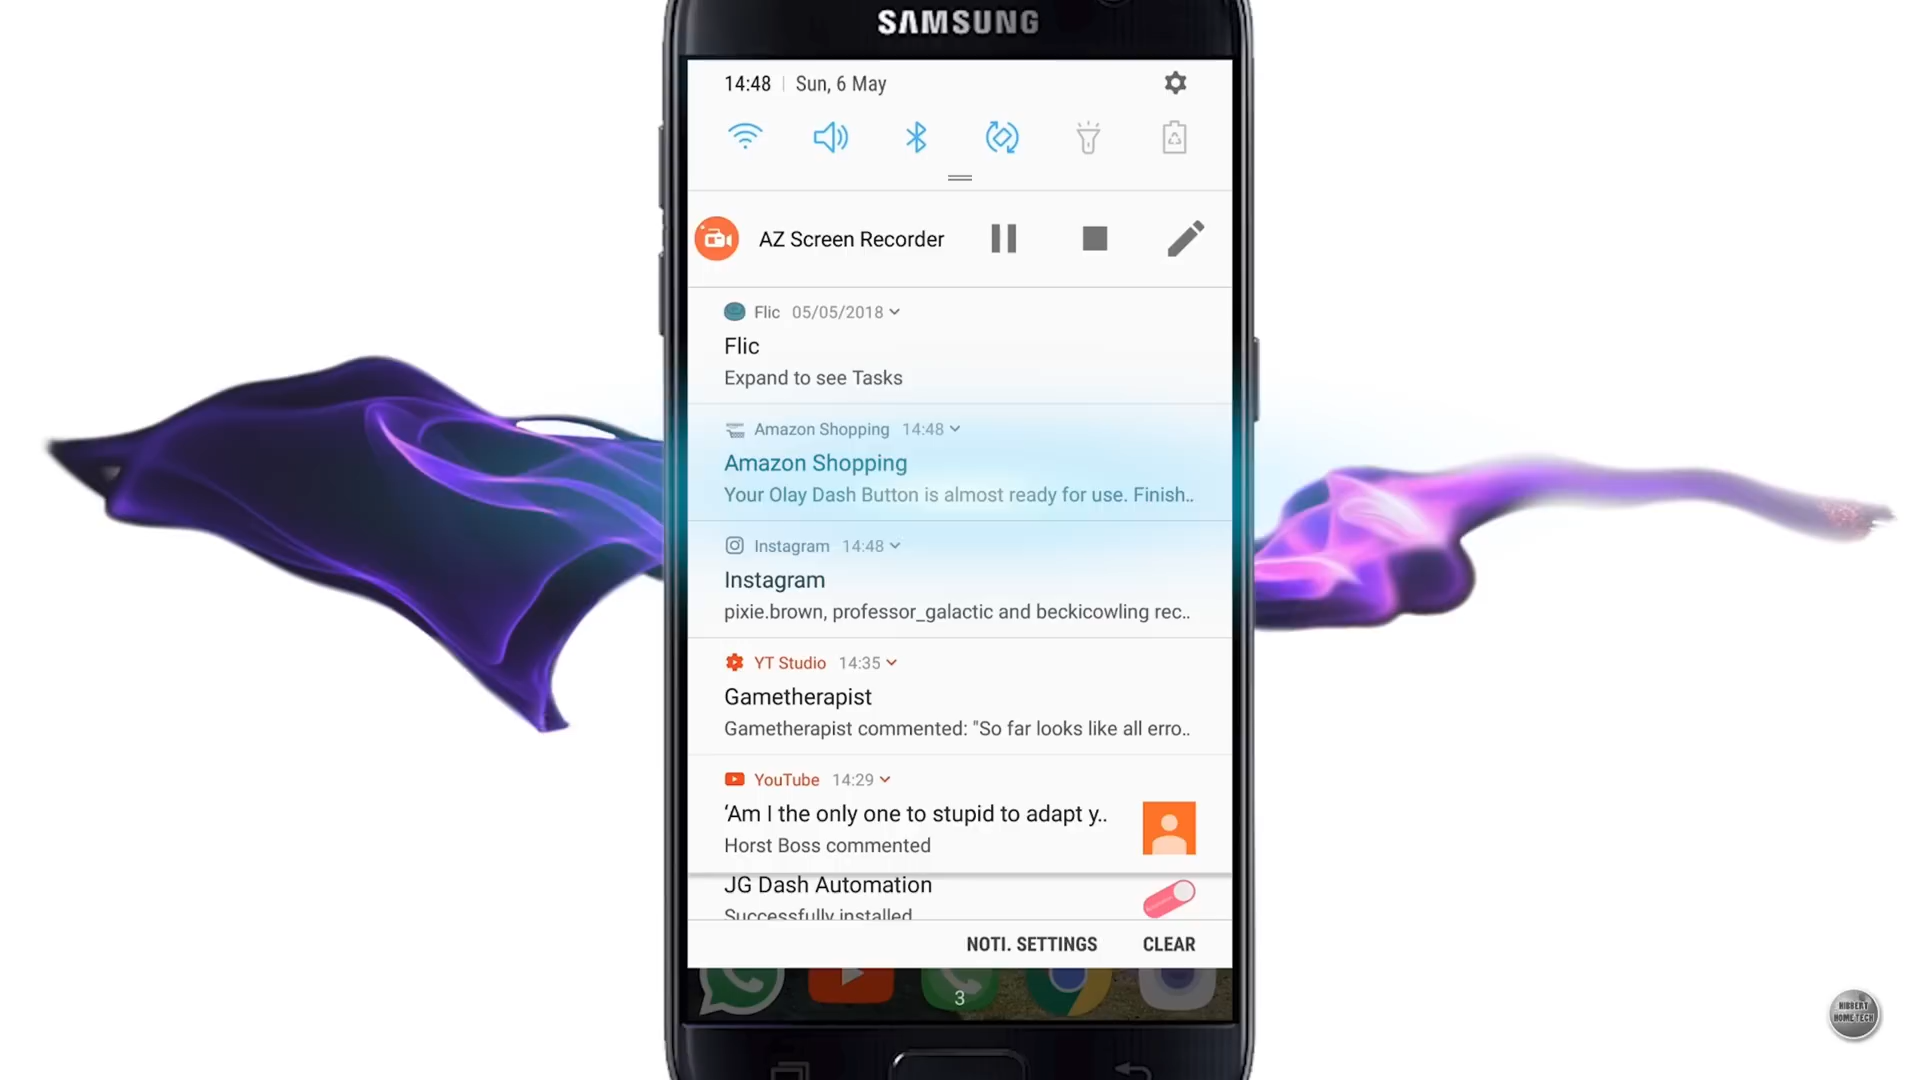 SAMSUNG
14:48 | Sun, 6 May
AZ Screen Recorder
Flic 05/05/2018
Flic
Expand to see Tasks
Amazon Shopping 14:48
Amazon Shopping
Your Olay Dash Button is almost ready for use. Finish..
Instagram 14:48
Instagram
pixie.brown, professor_galactic and beckicowling rec..
YT Studio 14:35
Gametherapist
Gametherapist commented: "So far looks like all erro..
YouTube 14:29
‘Am I the only one to stupid to adapt y..
Horst Boss commented
JG Dash Automation
Successfully installed
NOTI. SETTINGS CLEAR
3
HIBBERT
HOME TECH